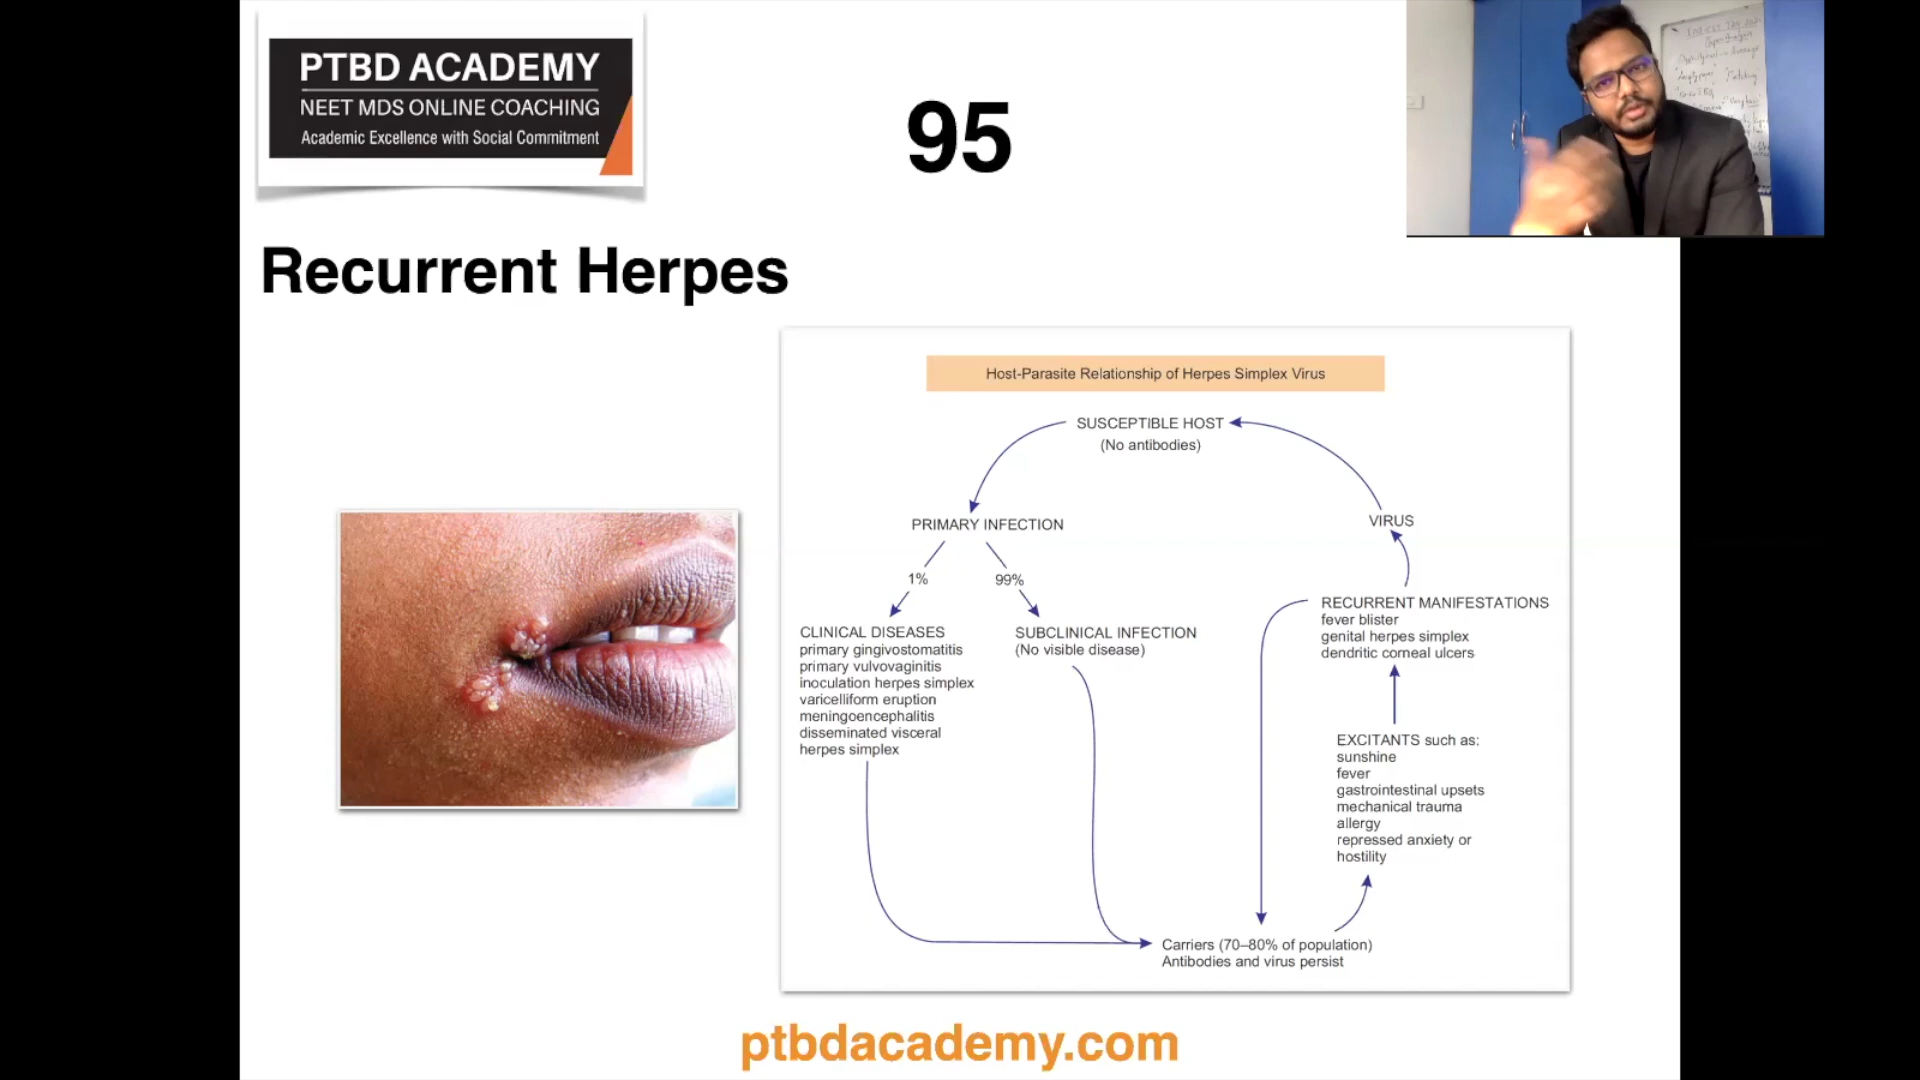 PTBD ACADEMY
NEET MDS ONLINE COACHING
Academic Excellence with Social Commitment
95
Recurrent Herpes
Host-Parasite Relationship of Herpes Simplex Virus
SUSCEPTIBLE HOST
(No antibodies)
PRIMARY INFECTION
1%
99%
CLINICAL DISEASES
primary gingivostomatitis
primary vulvovaginitis
inoculation herpes simplex
varicelliform eruption
meningoencephalitis
disseminated visceral
herpes simplex
SUBCLINICAL INFECTION
(No visible disease)
VIRUS
RECURRENT MANIFESTATIONS
fever blister
genital herpes simplex
dendritic corneal ulcers
EXCITANTS such as:
sunshine
fever
gastrointestinal upsets
mechanical trauma
allergy
repressed anxiety or
hostility
Carriers (70–80% of population)
Antibodies and virus persist
ptbdacademy.com